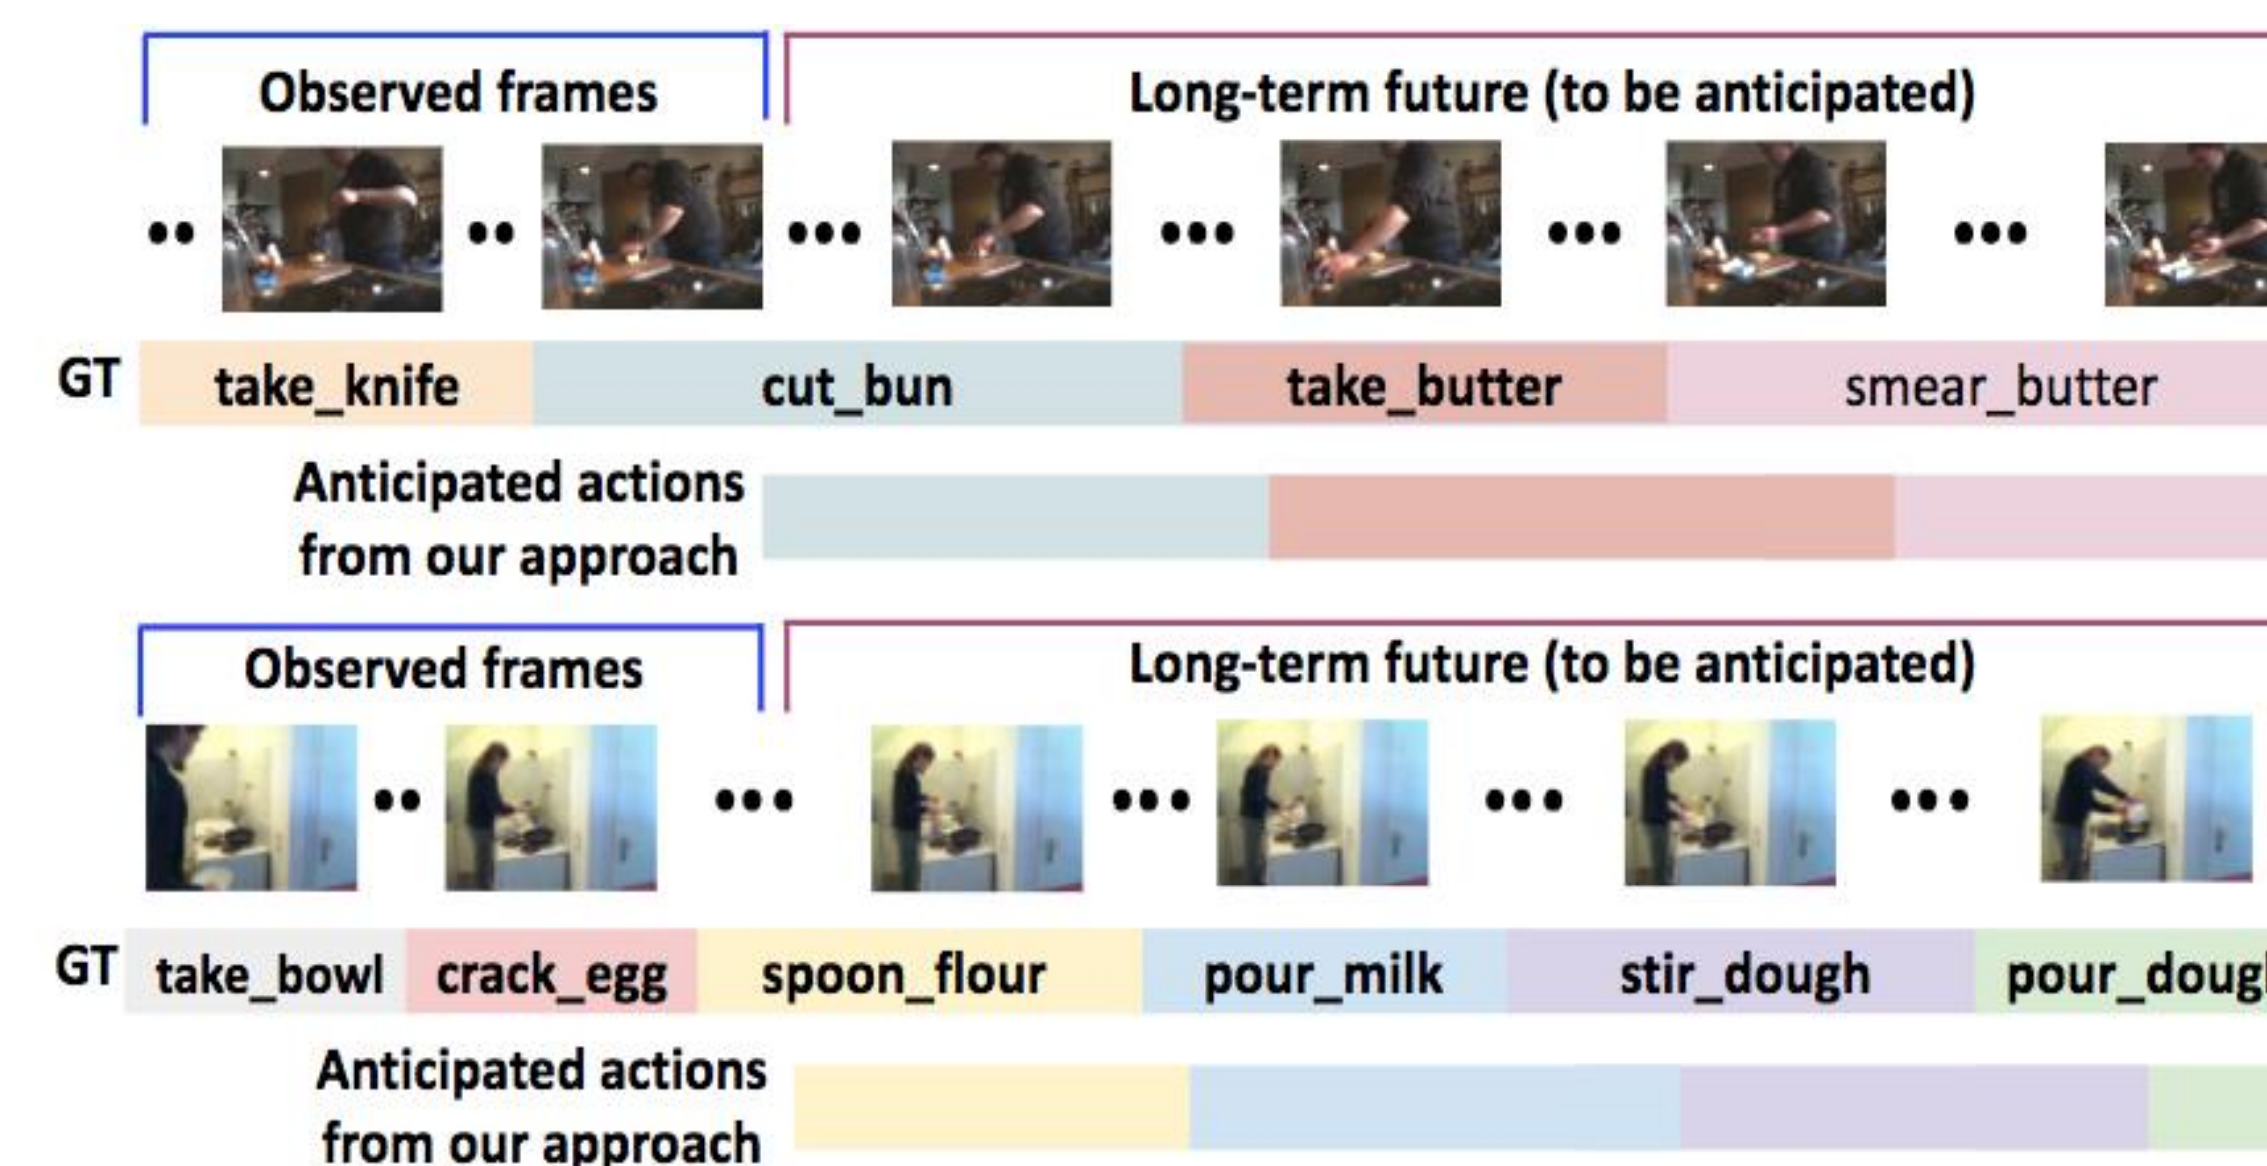 Observed frames
Long-term future (to be anticipated)
GT
take_knife
cut_bun
take_butter
smear_butter
Anticipated actions
from our approach
Observed frames
Long-term future (to be anticipated)
GT
take_bowl
crack_egg
spoon_flour
pour_milk
stir_dough
Anticipated actions
from our approach